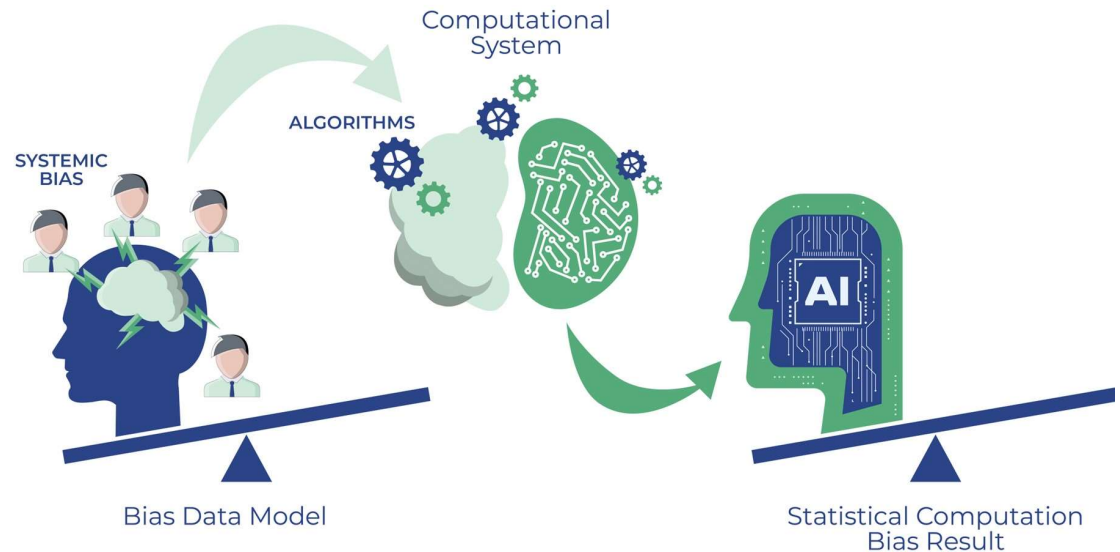 Computational
System
ALGORITHMS
SYSTEMIC
BIAS
AI
Bias Data Model
Statistical Computation
Bias Result